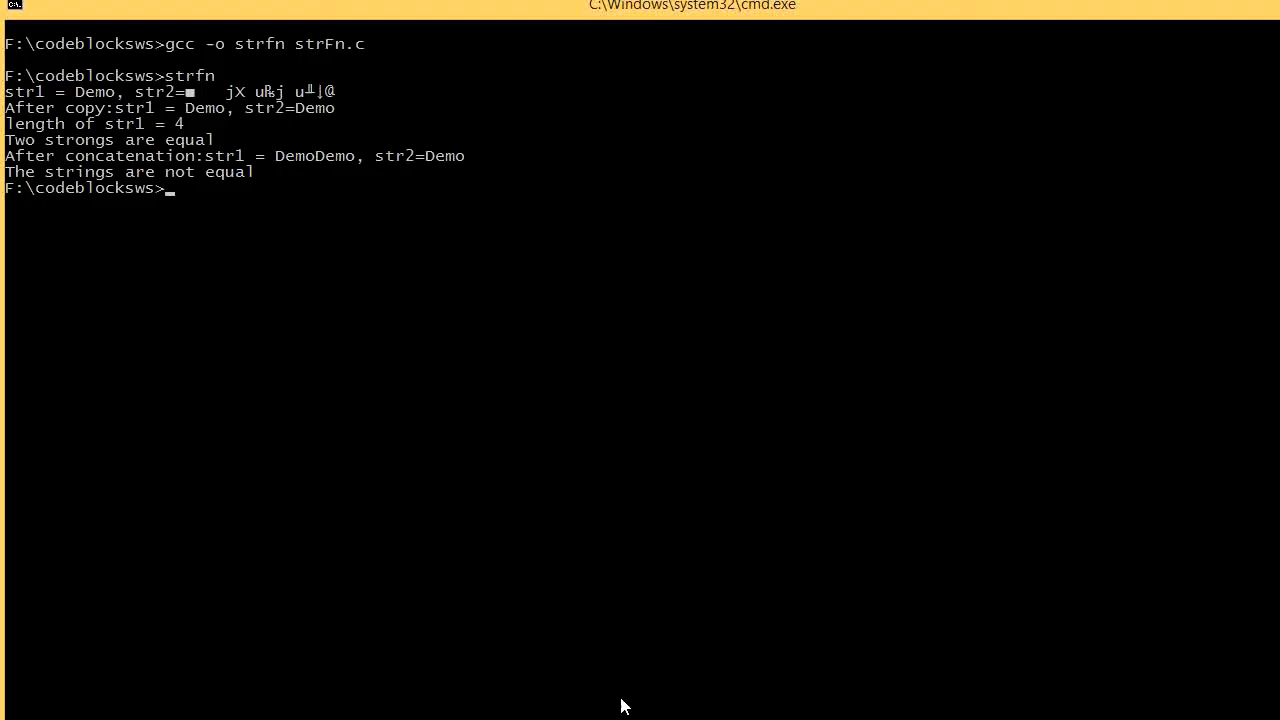 C:\Windows\system32\cmd.exe
F:\codeblocksws>gcc -o strfn strFn.c
F:\codeblocksws>strfn
str1 = Demo, str2=■   jX u₧j u╨↓@
After copy:str1 = Demo, str2=Demo
length of str1 = 4
Two strongs are equal
After concatenation:str1 = DemoDemo, str2=Demo
The strings are not equal
F:\codeblocksws>